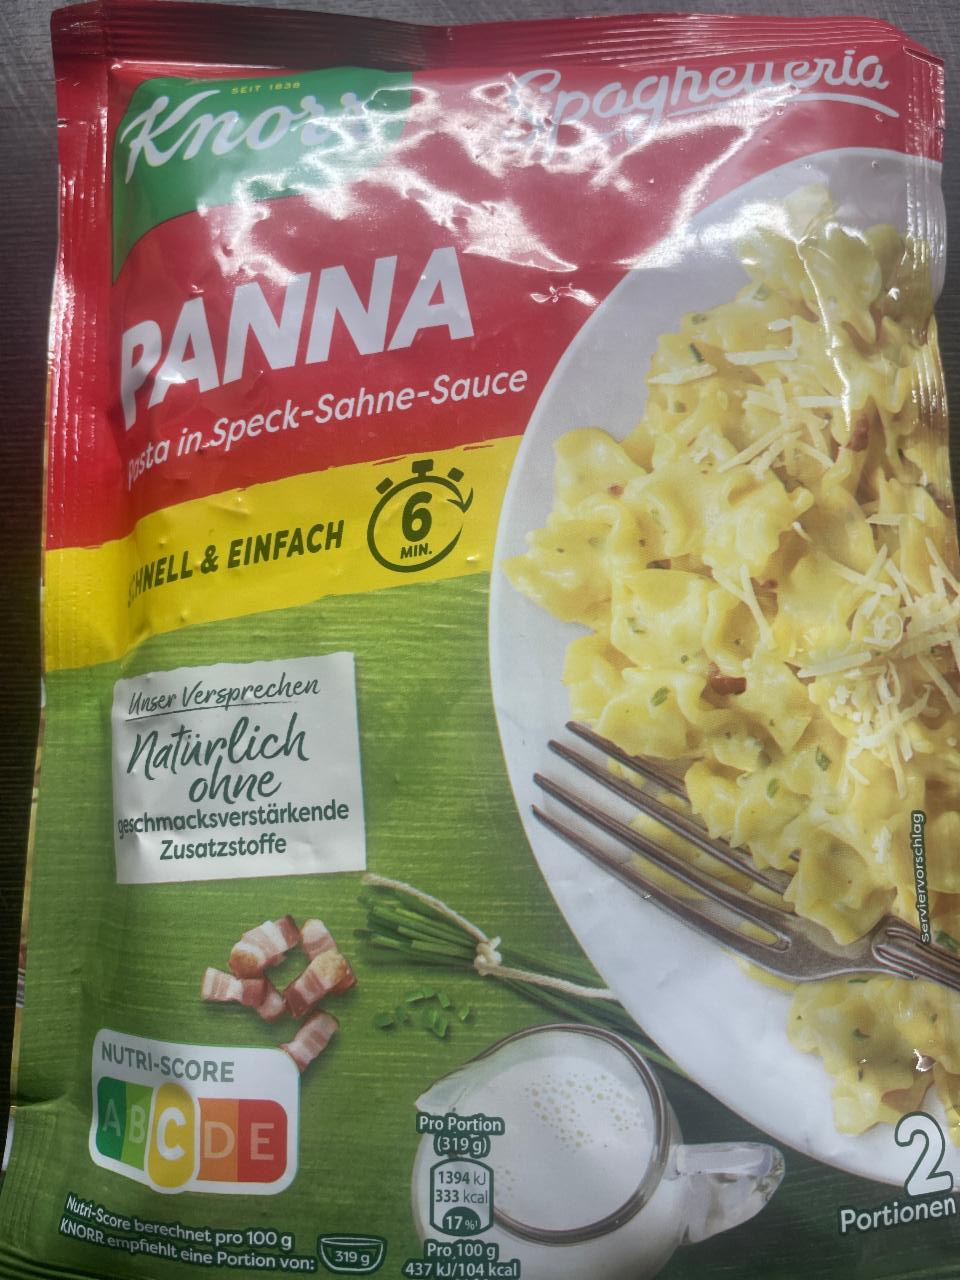 SEIT 1838
Knorr
Spaghetteria
PANNA
Pasta in Speck-Sahne-Sauce
SCHNELL & EINFACH
6
MIN.
Unser Versprechen
Natürlich
ohne
geschmacksverstärkende
Zusatzstoffe
Serviervorschlag
NUTRI-SCORE
A B C D E
Nutri-Score berechnet pro 100 g
KNORR empfiehlt eine Portion von: 319 g
Pro Portion
(319 g)
1394 kJ
333 kcal
17 %
Pro 100 g
437 kJ/104 kcal
2
Portionen